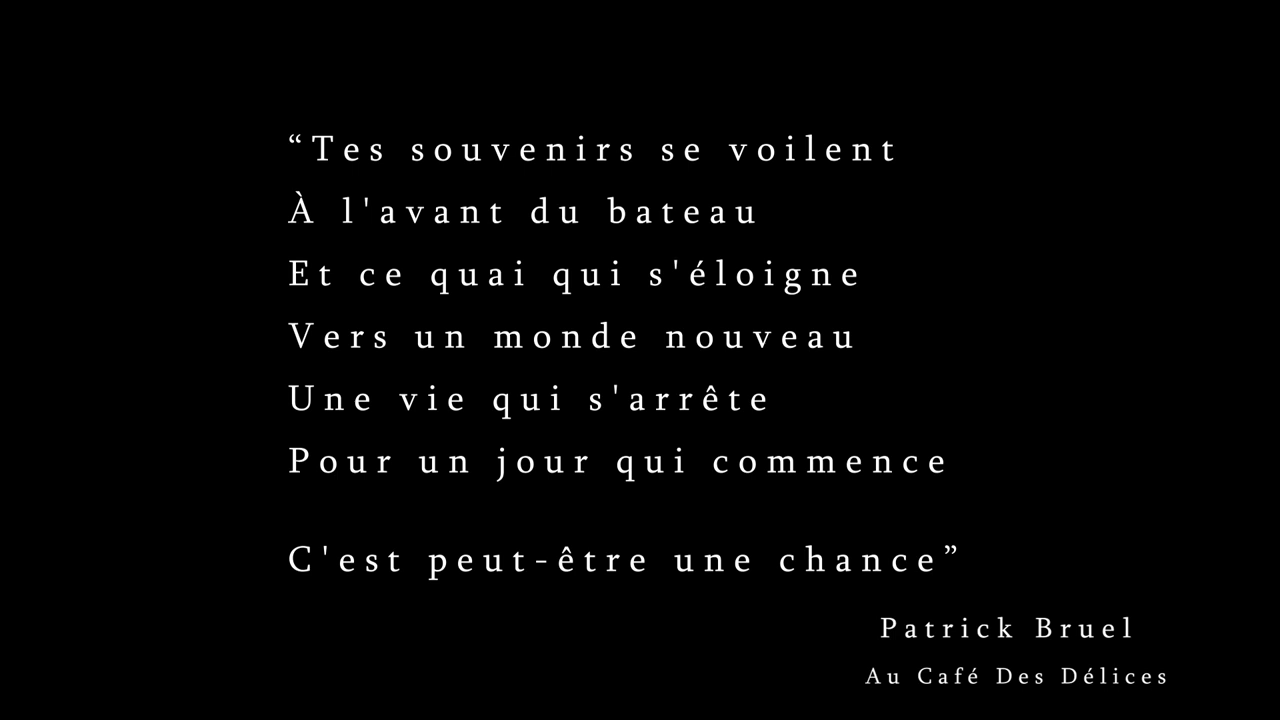 “Tes souvenirs se voilent
À l'avant du bateau
Et ce quai qui s'éloigne
Vers un monde nouveau
Une vie qui s'arrête
Pour un jour qui commence
C'est peut-être une chance”
Patrick Bruel
Au Café Des Délices